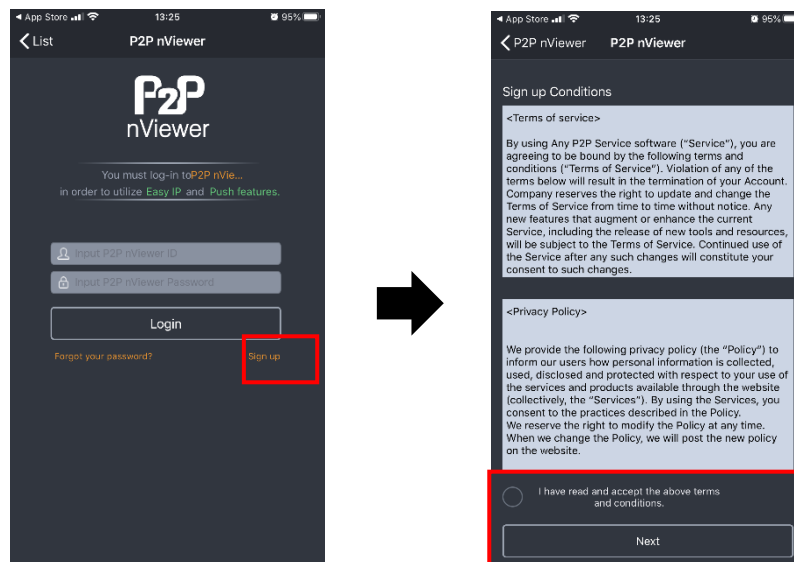 ◀ App Store 13:25 95%
List P2P nViewer
P2P
nViewer
You must log-in toP2P nVie...
in order to utilize Easy IP and Push features.
Input P2P nViewer ID
Input P2P nViewer Password
Login
Forgot your password? Sign up
◀ App Store 13:25 95%
P2P nViewer P2P nViewer
Sign up Conditions
<Terms of service>
By using Any P2P Service software (“Service”), you are
agreeing to be bound by the following terms and
conditions (“Terms of Service”). Violation of any of the
terms below will result in the termination of your Account.
Company reserves the right to update and change the
Terms of Service from time to time without notice. Any
new features that augment or enhance the current
Service, including the release of new tools and resources,
will be subject to the Terms of Service. Continued use of
the Service after any such changes will constitute your
consent to such changes.
<Privacy Policy>
We provide the following privacy policy (the “Policy”) to
inform our users how personal information is collected,
used, disclosed and protected with respect to your use of
the services and products available through the website
(collectively, the “Services”). By using the Services, you
consent to the practices described in the Policy.
We reserve the right to modify the Policy at any time.
When we change the Policy, we will post the new policy
on the website.
I have read and accept the above terms
and conditions.
Next